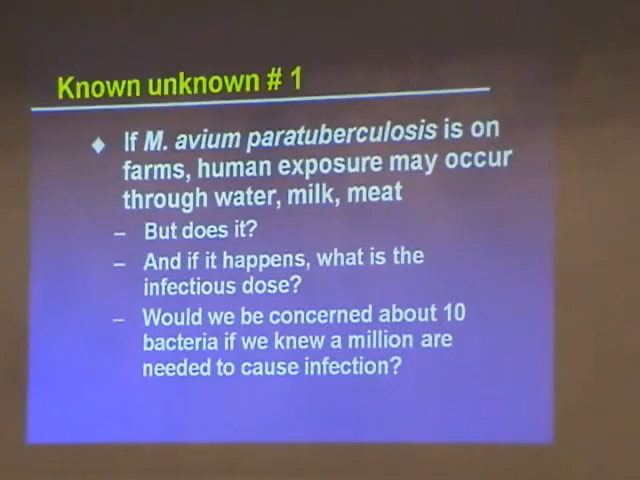 Known unknown # 1
♦ If M. avium paratuberculosis is on
farms, human exposure may occur
through water, milk, meat
– But does it?
– And if it happens, what is the
infectious dose?
– Would we be concerned about 10
bacteria if we knew a million are
needed to cause infection?